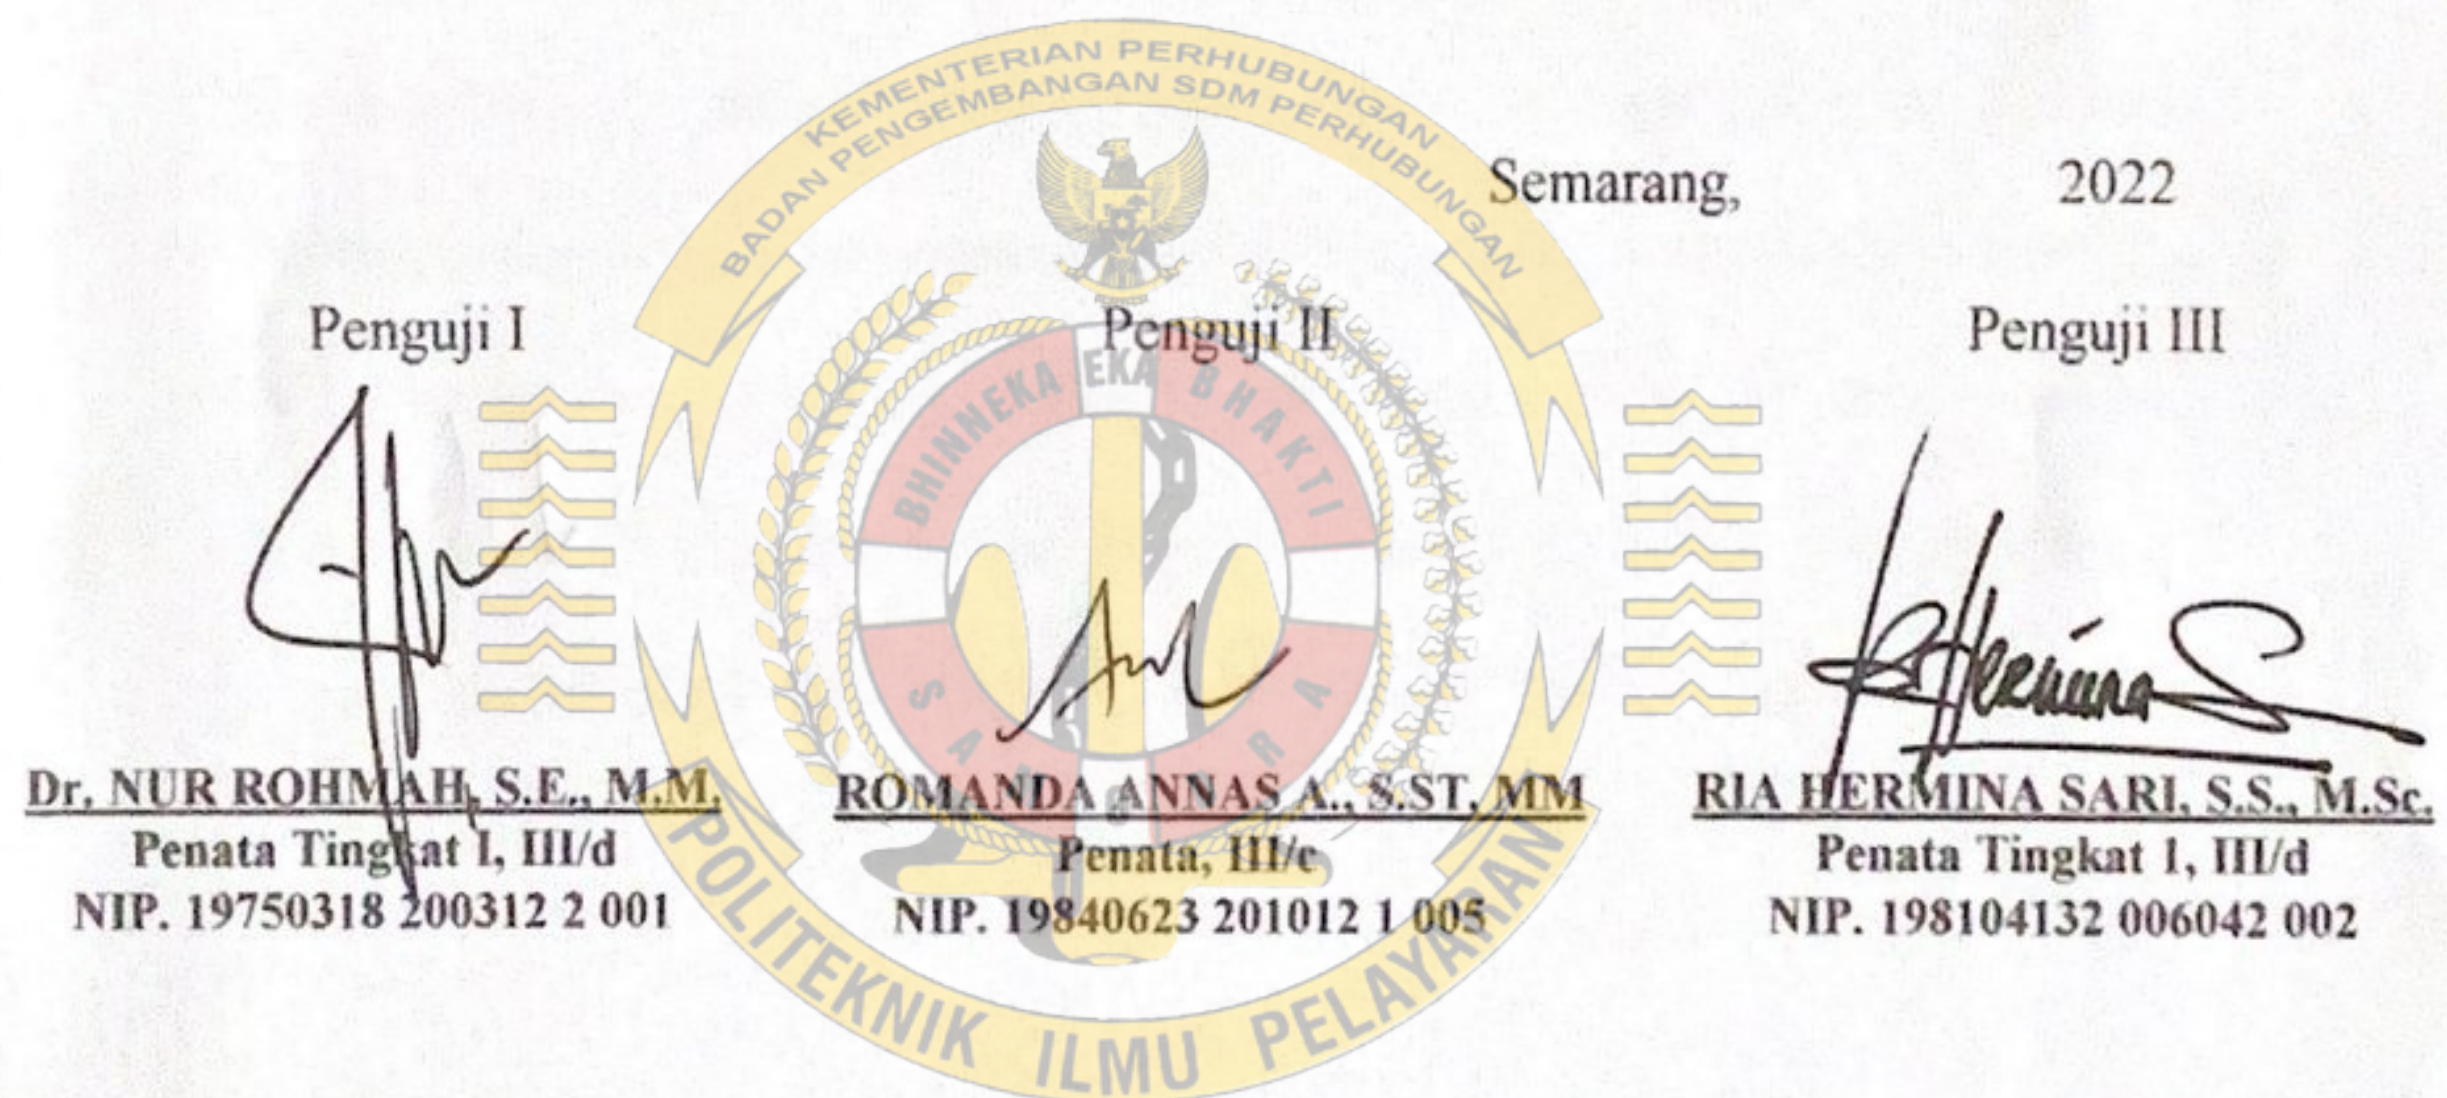 KEMENTERIAN PERHUBUNGAN
BADAN PENGEMBANGAN SDM PERHUBUNGAN
Semarang, 2022
Penguji I Penguji II Penguji III
BHINNEKA EKA BHAKTI
Hermina
Dr. NUR ROHMAH, S.E., M.M. ROMANDA ANNAS A., S.ST, MM RIA HERMINA SARI, S.S., M.Sc.
Penata Tingkat I, III/d Penata, III/c Penata Tingkat I, III/d
NIP. 19750318 200312 2 001 NIP. 19840623 201012 1 005 NIP. 198104132 006042 002
POLITEKNIK ILMU PELAYARAN